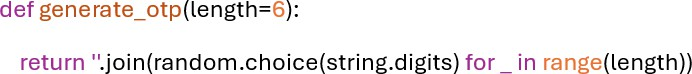 def generate_otp(length=6):
return ''.join(random.choice(string.digits) for _ in range(length))